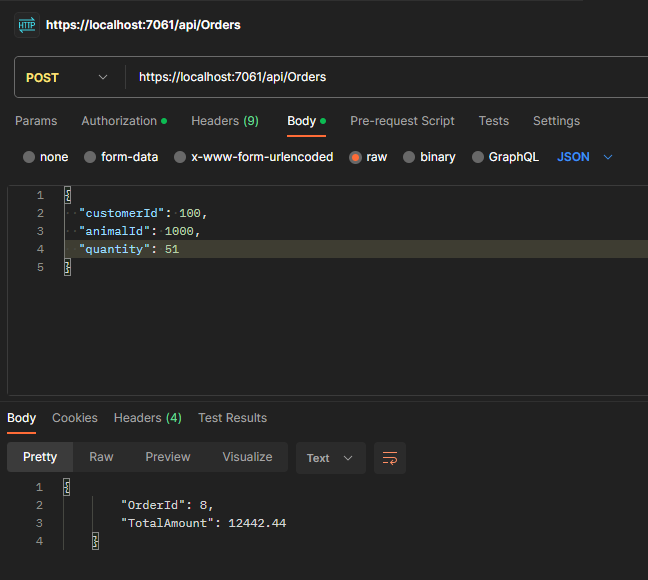 HTTP https://localhost:7061/api/Orders
POST https://localhost:7061/api/Orders
Params Authorization Headers (9) Body Pre-request Script Tests Settings
none form-data x-www-form-urlencoded raw binary GraphQL JSON
1 {
2 "customerId": 100,
3 "animalId": 1000,
4 "quantity": 51
5 }
Body Cookies Headers (4) Test Results
Pretty Raw Preview Visualize Text
1 {
2 "OrderId": 8,
3 "TotalAmount": 12442.44
4 }